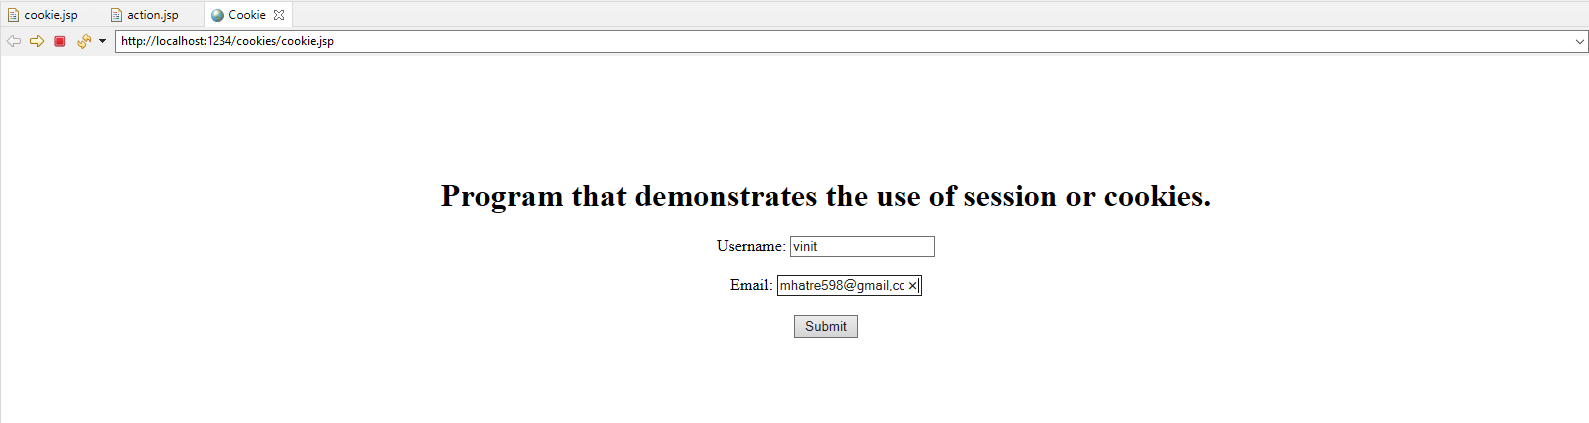 cookie.jsp action.jsp Cookie
http://localhost:1234/cookies/cookie.jsp
Program that demonstrates the use of session or cookies.
Username: vinit
Email: mhatre598@gmail.cc
Submit